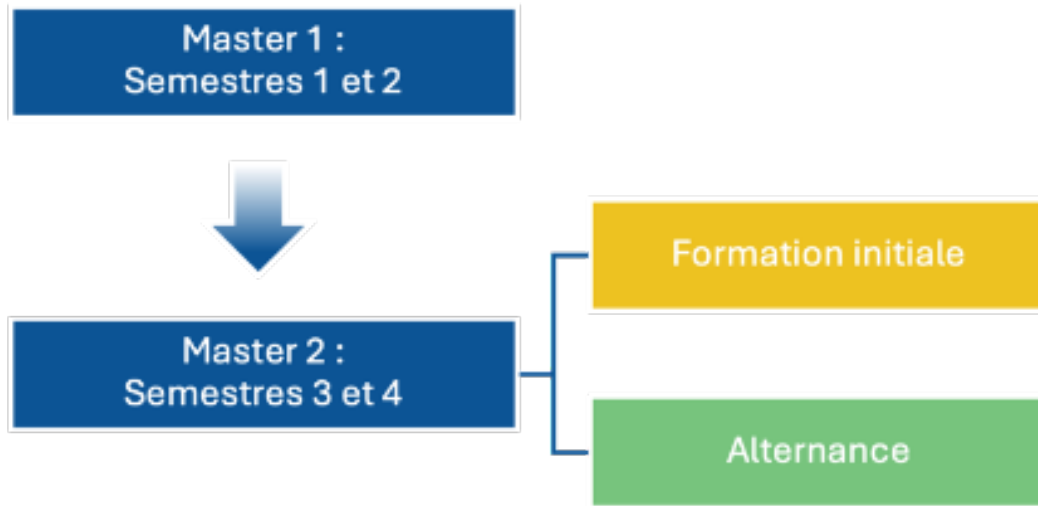 Master 1 :
Semestres 1 et 2
Formation initiale
Master 2 :
Semestres 3 et 4
Alternance